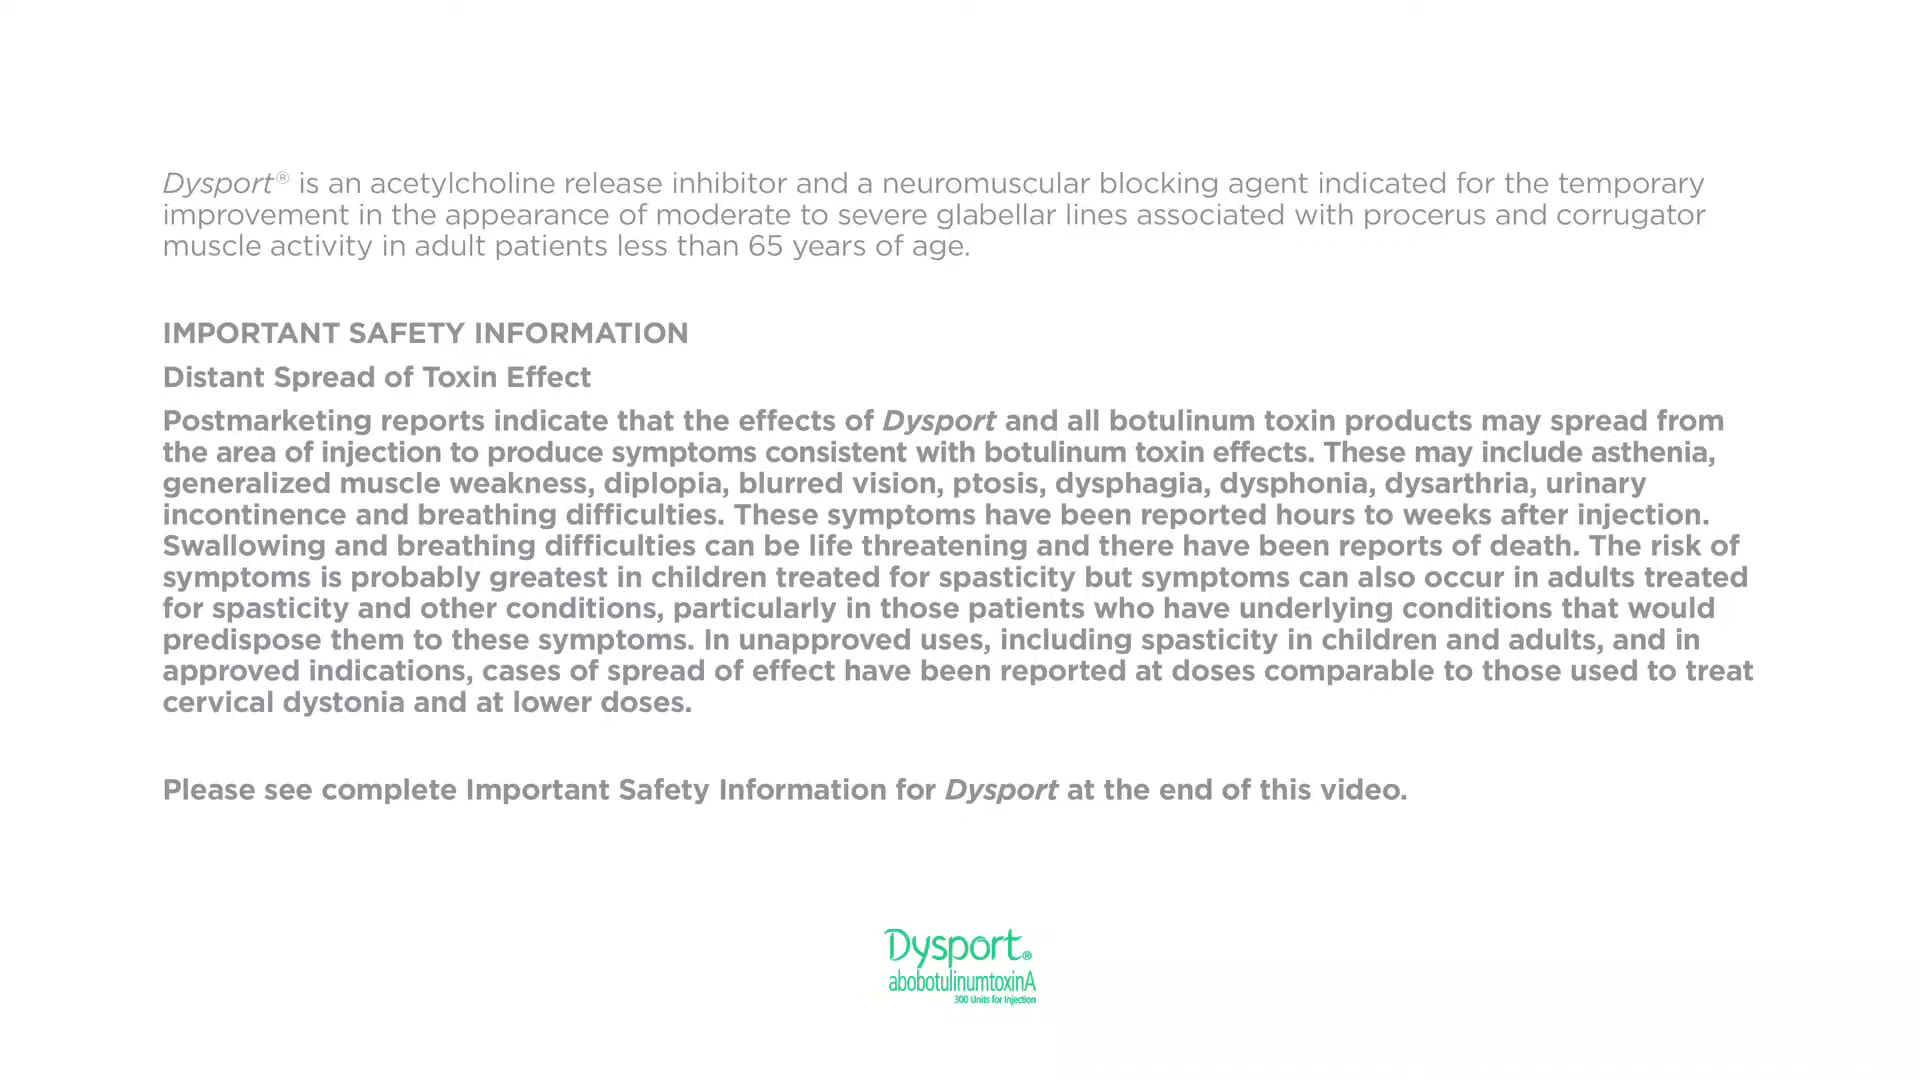 Dysport® is an acetylcholine release inhibitor and a neuromuscular blocking agent indicated for the temporary
improvement in the appearance of moderate to severe glabellar lines associated with procerus and corrugator
muscle activity in adult patients less than 65 years of age.
IMPORTANT SAFETY INFORMATION
Distant Spread of Toxin Effect
Postmarketing reports indicate that the effects of Dysport and all botulinum toxin products may spread from
the area of injection to produce symptoms consistent with botulinum toxin effects. These may include asthenia,
generalized muscle weakness, diplopia, blurred vision, ptosis, dysphagia, dysphonia, dysarthria, urinary
incontinence and breathing difficulties. These symptoms have been reported hours to weeks after injection.
Swallowing and breathing difficulties can be life threatening and there have been reports of death. The risk of
symptoms is probably greatest in children treated for spasticity but symptoms can also occur in adults treated
for spasticity and other conditions, particularly in those patients who have underlying conditions that would
predispose them to these symptoms. In unapproved uses, including spasticity in children and adults, and in
approved indications, cases of spread of effect have been reported at doses comparable to those used to treat
cervical dystonia and at lower doses.
Please see complete Important Safety Information for Dysport at the end of this video.
Dysport®
abobotulinumtoxinA
300 Units for Injection